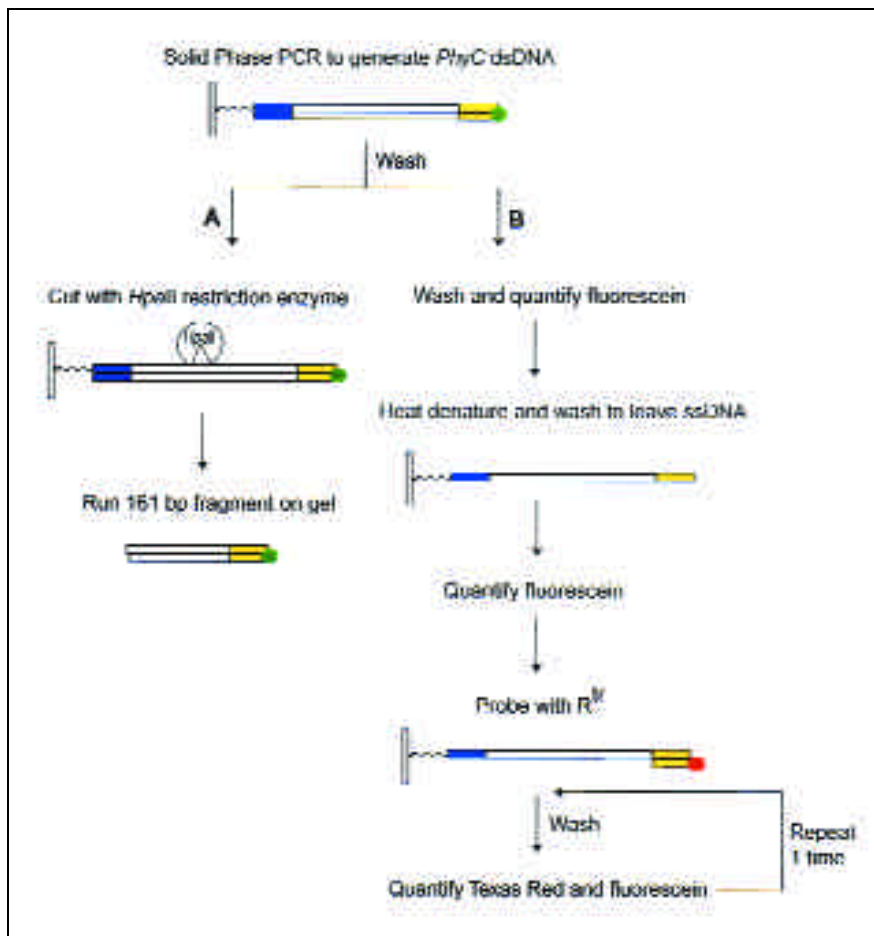 Solid Phase PCR to generate PhyC dsDNA
Wash
A
B
Cut with HpaII restriction enzyme
HpaII
Wash and quantify fluorescein
Heat denature and wash to leave ssDNA
Run 161 bp fragment on gel
Quantify fluorescein
Probe with R
Wash
Repeat
1 time
Quantify Texas Red and fluorescein